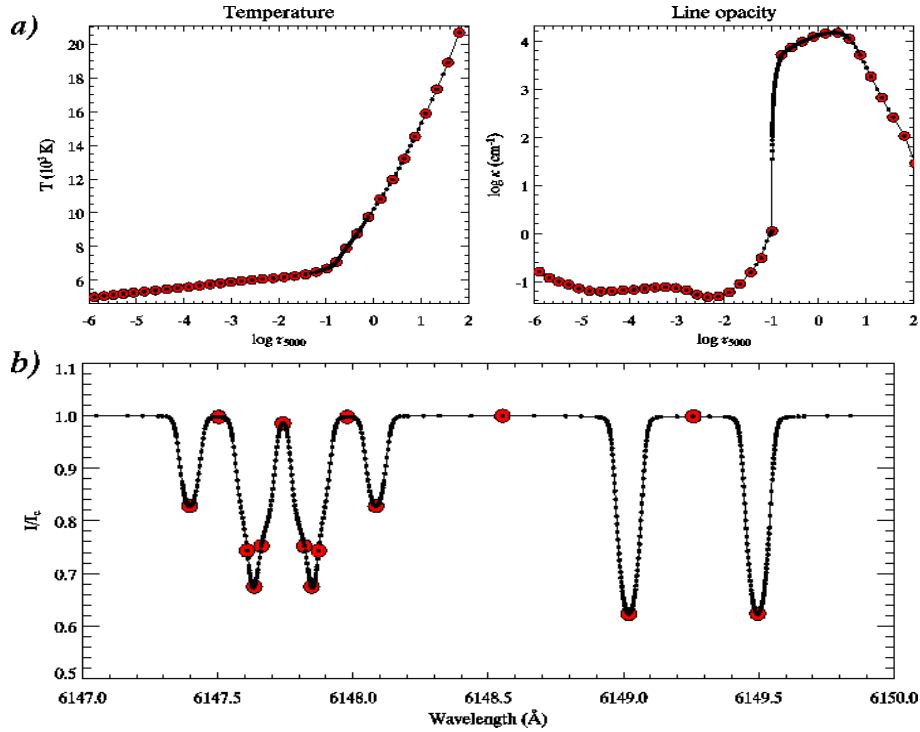 a)
Temperature
Line opacity
20
18
16
14
12
10
8
6
T (10³ K)
-6 -5 -4 -3 -2 -1 0 1 2
log τ5000
4
2
0
-1
log κ (cm⁻¹)
-6 -5 -4 -3 -2 -1 0 1 2
log τ5000
b)
1.1
1.0
0.9
0.8
0.7
0.6
0.5
I/Ic
6147.0 6147.5 6148.0 6148.5 6149.0 6149.5 6150.0
Wavelength (Å)